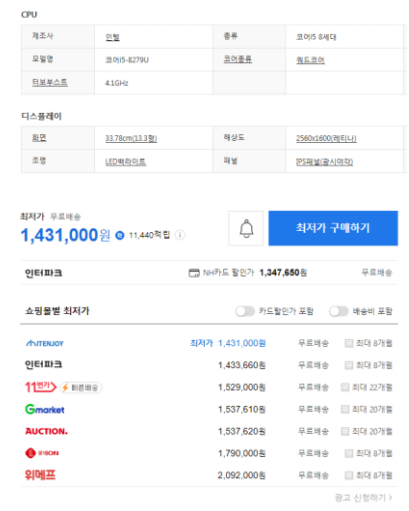 CPU
제조사 인텔 종류 코어i5 8세대
모델명 코어i5-8279U 코어종류 쿼드코어
터보부스트 4.1GHz
디스플레이
화면 33.78cm(13.3형) 해상도 2560x1600(레티나)
조명 LED백라이트 패널 IPS패널(광시야각)
최저가 무료배송
1,431,000원 11,440적립
최저가 구매하기
인터파크 NH카드 할인가 1,347,650원 무료배송
쇼핑몰별 최저가 카드할인가 포함 배송비 포함
ITENJOY 최저가 1,431,000원 무료배송 최대 8개월
인터파크 1,433,660원 무료배송 최대 8개월
11번가 빠른배송 1,529,000원 무료배송 최대 22개월
Gmarket 1,537,610원 무료배송 최대 20개월
AUCTION. 1,537,620원 무료배송 최대 20개월
1,790,000원 무료배송 최대 8개월
위메프 2,092,000원 무료배송 최대 8개월
광고 신청하기 >